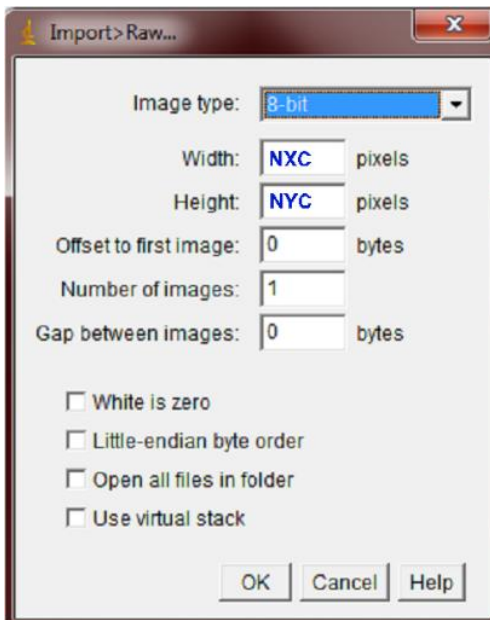 Import>Raw...
Image type: 8-bit
Width: NXC pixels
Height: NYC pixels
Offset to first image: 0 bytes
Number of images: 1
Gap between images: 0 bytes
White is zero
Little-endian byte order
Open all files in folder
Use virtual stack
OK Cancel Help